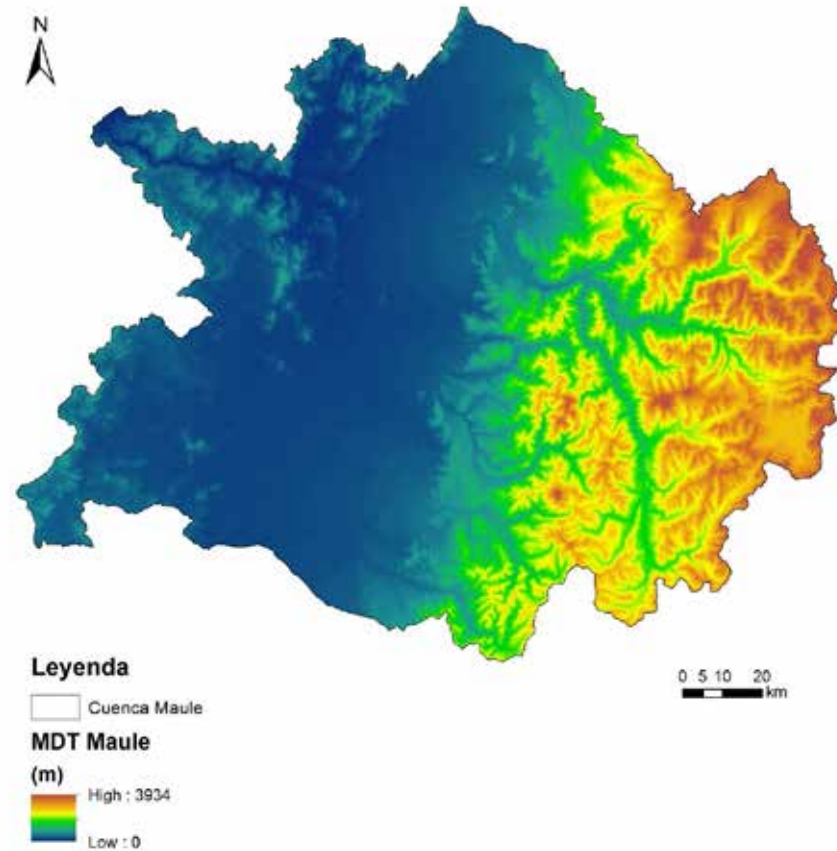 N
Leyenda
Cuenca Maule
MDT Maule
(m)
High : 3934
Low : 0
0 5 10 20
km